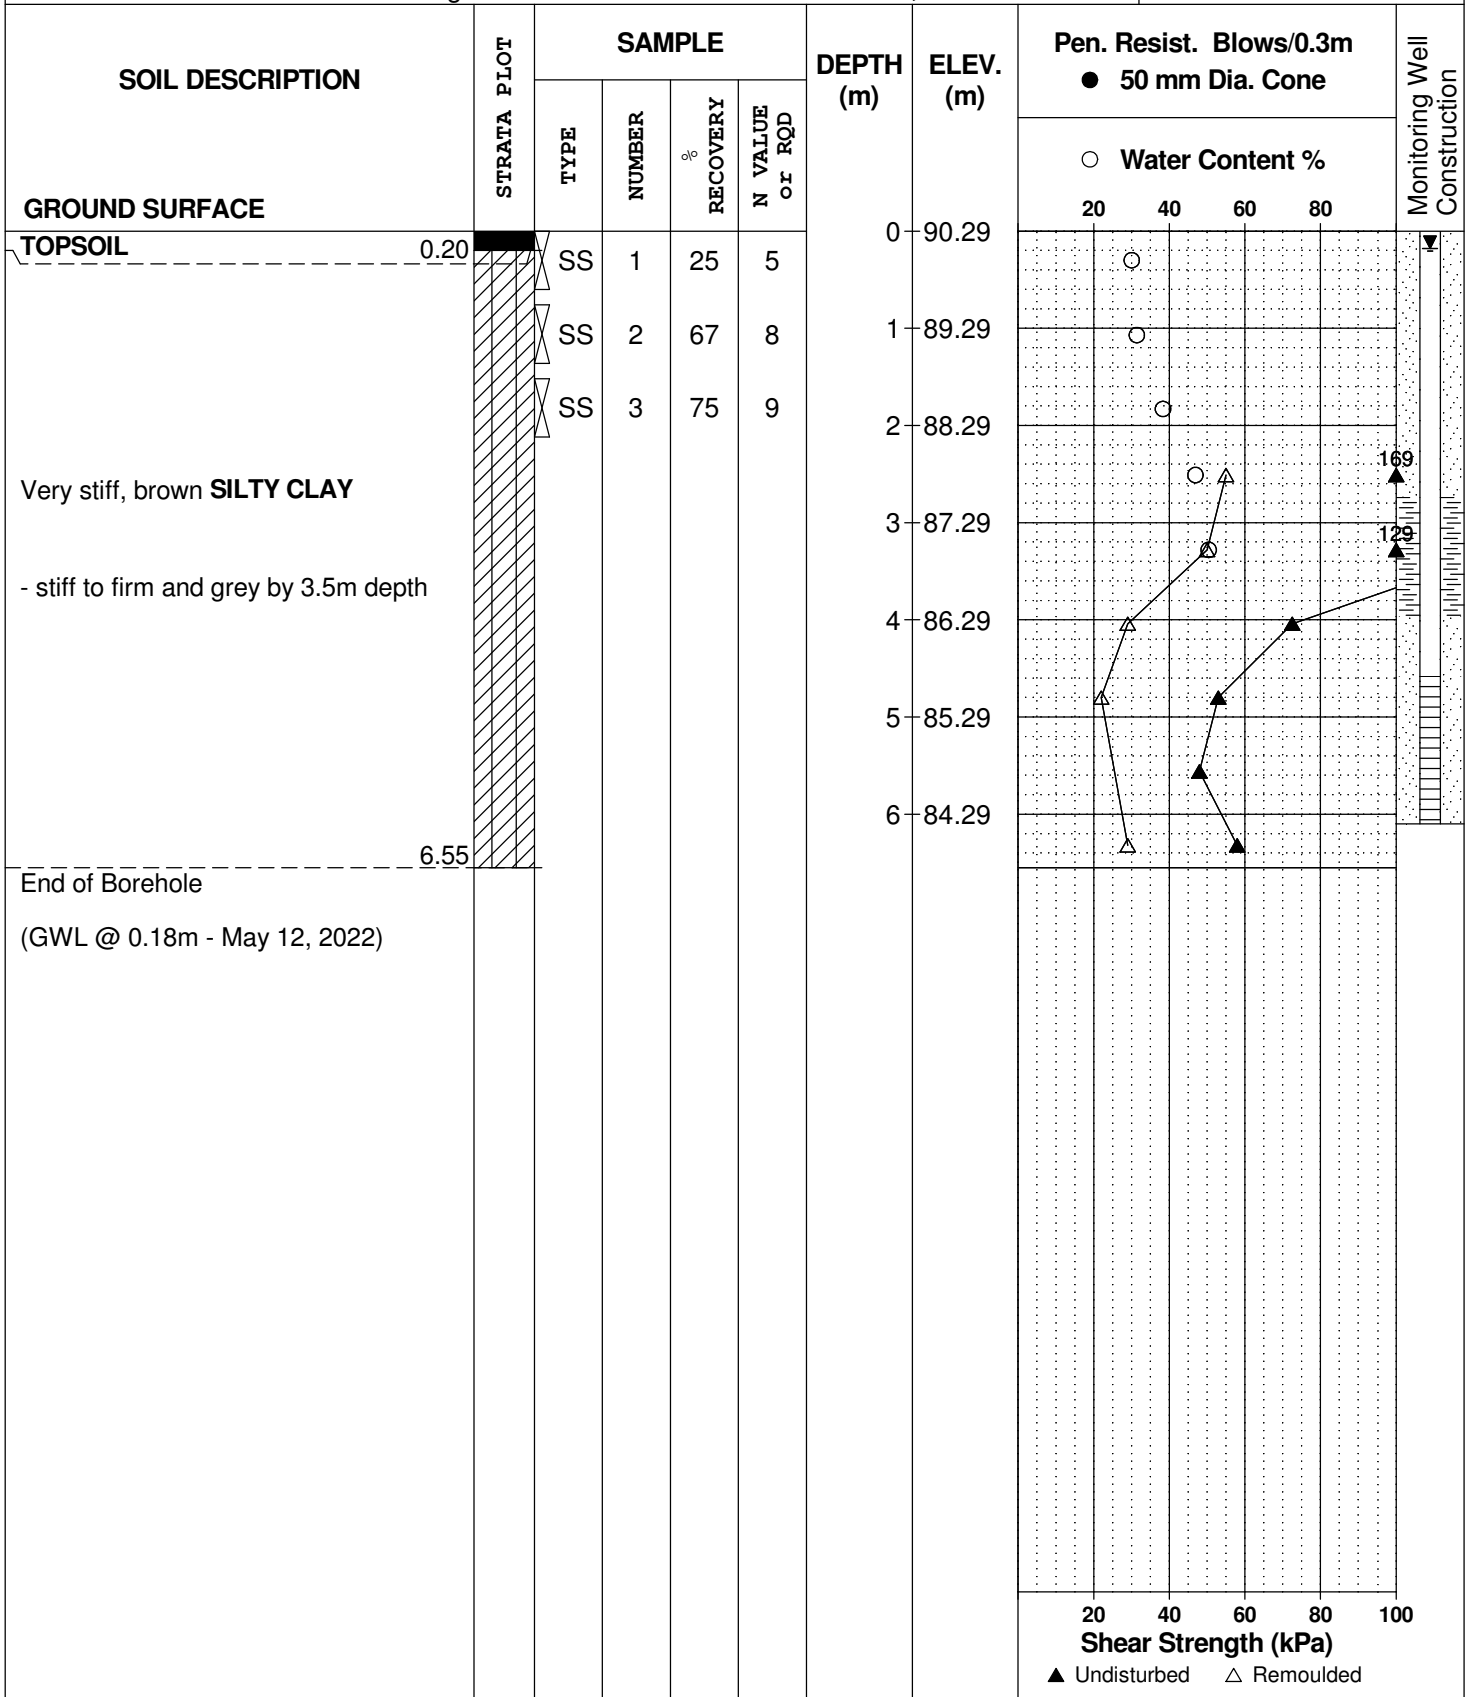 SOIL DESCRIPTION
GROUND SURFACE
STRATA PLOT
SAMPLE
TYPE
NUMBER
% RECOVERY
N VALUE or RQD
DEPTH (m)
ELEV. (m)
Pen. Resist. Blows/0.3m
● 50 mm Dia. Cone
○ Water Content %
20 40 60 80
Monitoring Well Construction
TOPSOIL 0.20
SS 1 25 5
SS 2 67 8
SS 3 75 9
0 90.29
1 89.29
2 88.29
3 87.29
4 86.29
5 85.29
6 84.29
169
129
Very stiff, brown SILTY CLAY
- stiff to firm and grey by 3.5m depth
6.55
End of Borehole
(GWL @ 0.18m - May 12, 2022)
20 40 60 80 100
Shear Strength (kPa)
▲ Undisturbed △ Remoulded